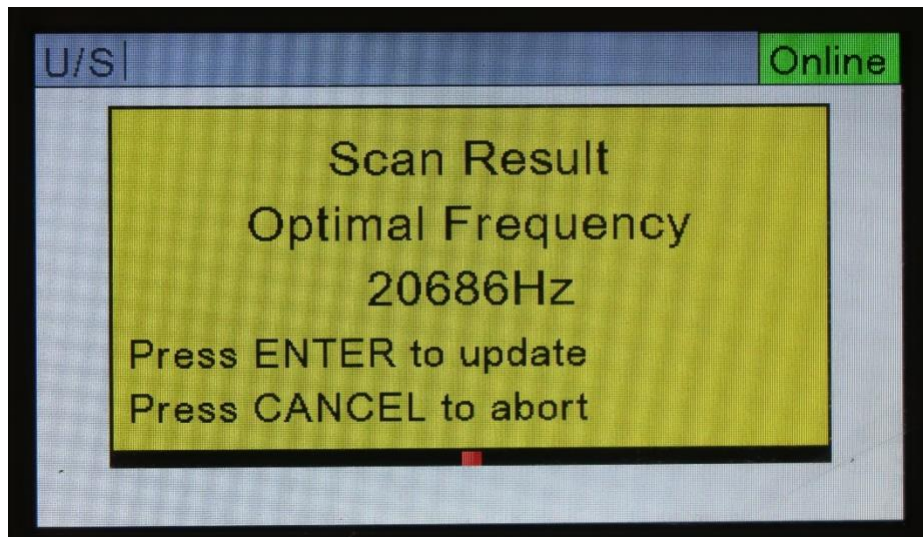 U/S
Online
Scan Result
Optimal Frequency
20686Hz
Press ENTER to update
Press CANCEL to abort